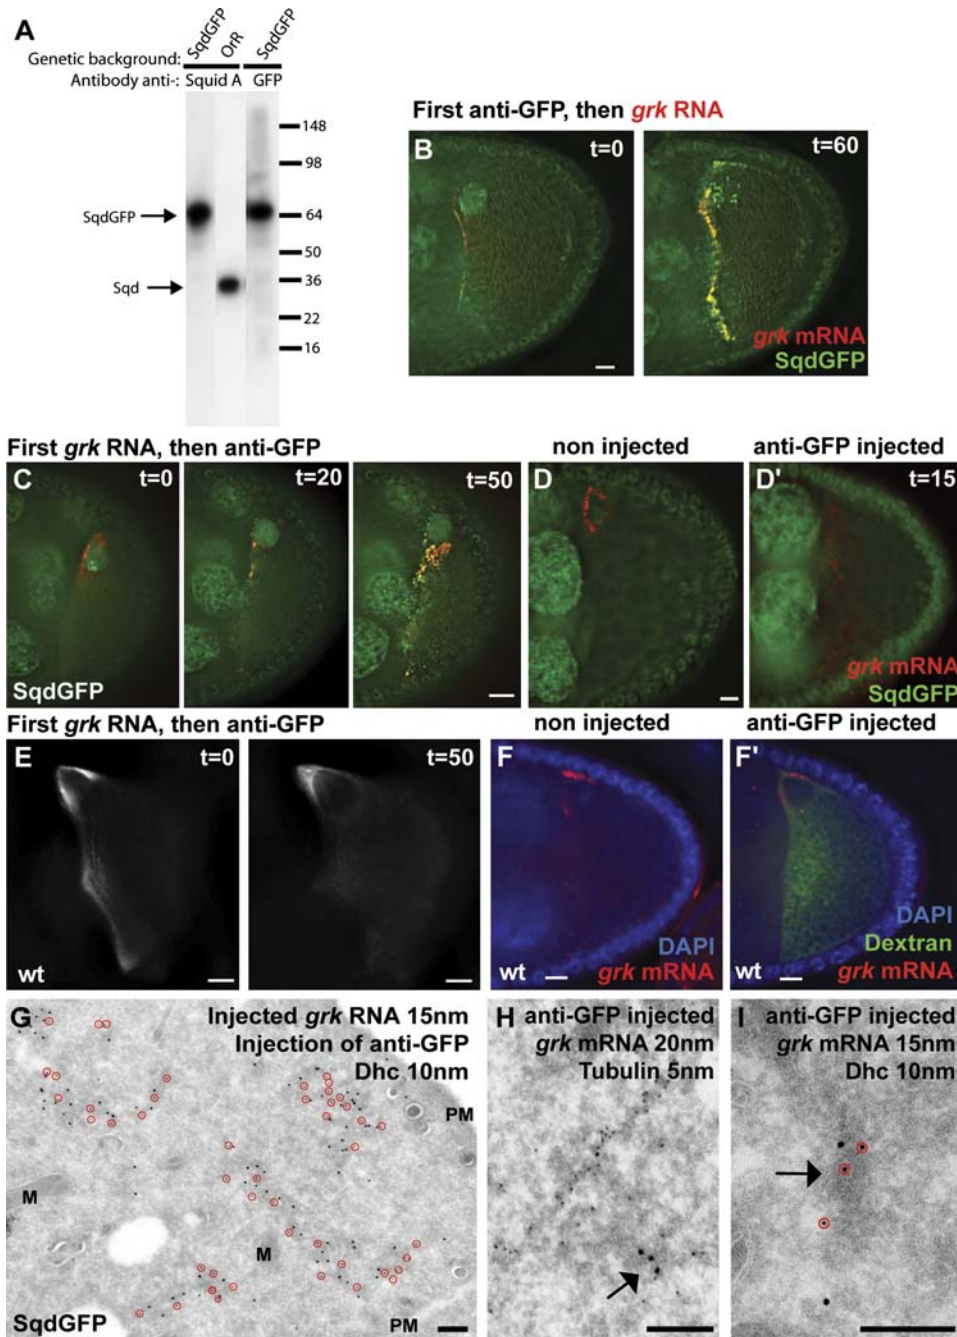 A
SqdGFP OrR SqdGFP
Genetic background:
Antibody anti-: Squid A GFP
148
98
SqdGFP
64
50
Sqd
36
22
16
First anti-GFP, then grk RNA
B t=0
t=60
grk mRNA
SqdGFP
First grk RNA, then anti-GFP
non injected
anti-GFP injected
C t=0
t=20
t=50
D
D' t=15
SqdGFP
grk mRNA
SqdGFP
First grk RNA, then anti-GFP
non injected
anti-GFP injected
E t=0
t=50
F
F'
wt
wt
DAPI
grk mRNA
wt
DAPI
Dextran
grk mRNA
G Injected grk RNA 15nm
Injection of anti-GFP
Dhc 10nm
PM
M
M
SqdGFP
PM
H anti-GFP injected
grk mRNA 20nm
Tubulin 5nm
I anti-GFP injected
grk mRNA 15nm
Dhc 10nm